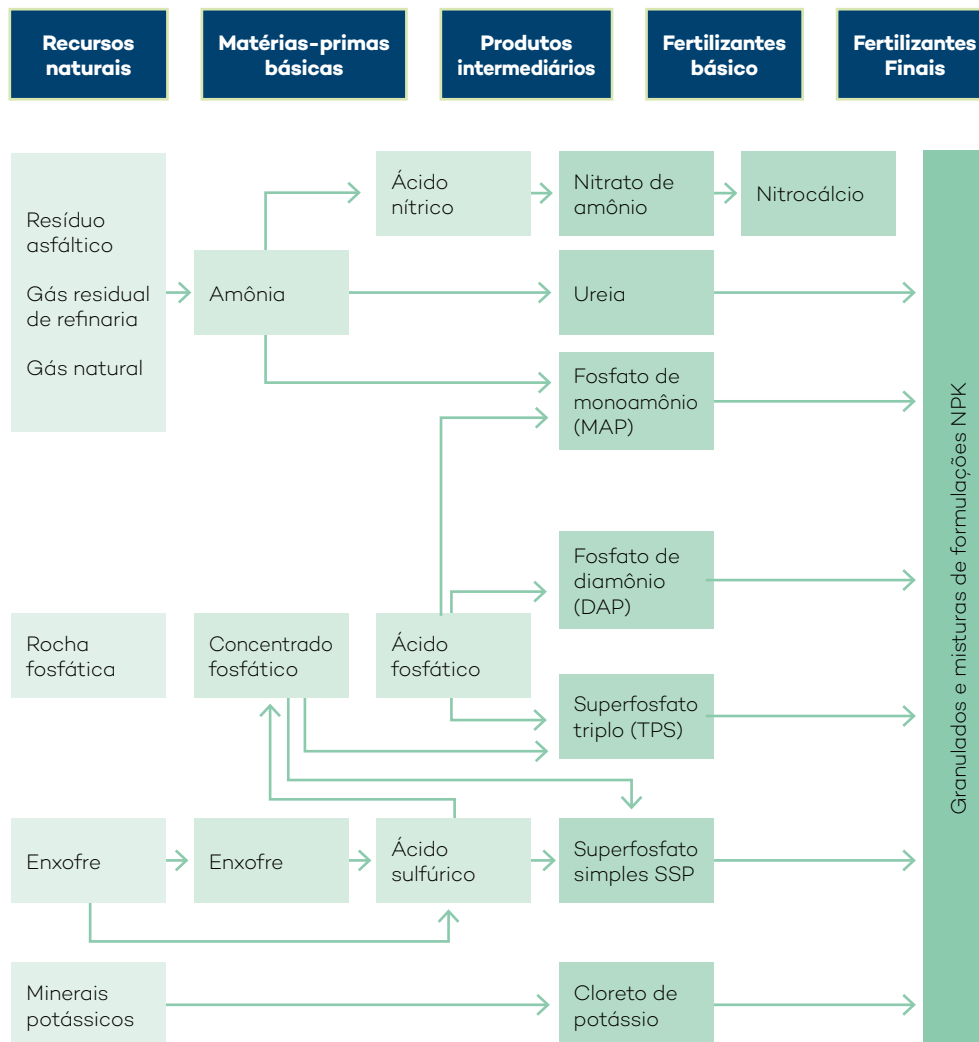 Recursos
naturais
Matérias-primas
básicas
Produtos
intermediários
Fertilizantes
básico
Fertilizantes
Finais
Resíduo
asfáltico
Gás residual
de refinaria
Gás natural
Amônia
Ácido
nítrico
Nitrato de
amônio
Nitrocálcio
Ureia
Fosfato de
monoamônio
(MAP)
Fosfato de
diamônio
(DAP)
Rocha
fosfática
Concentrado
fosfático
Ácido
fosfático
Superfosfato
triplo (TPS)
Enxofre
Enxofre
Ácido
sulfúrico
Superfosfato
simples SSP
Minerais
potássicos
Cloreto de
potássio
Granulados e misturas de formulações NPK